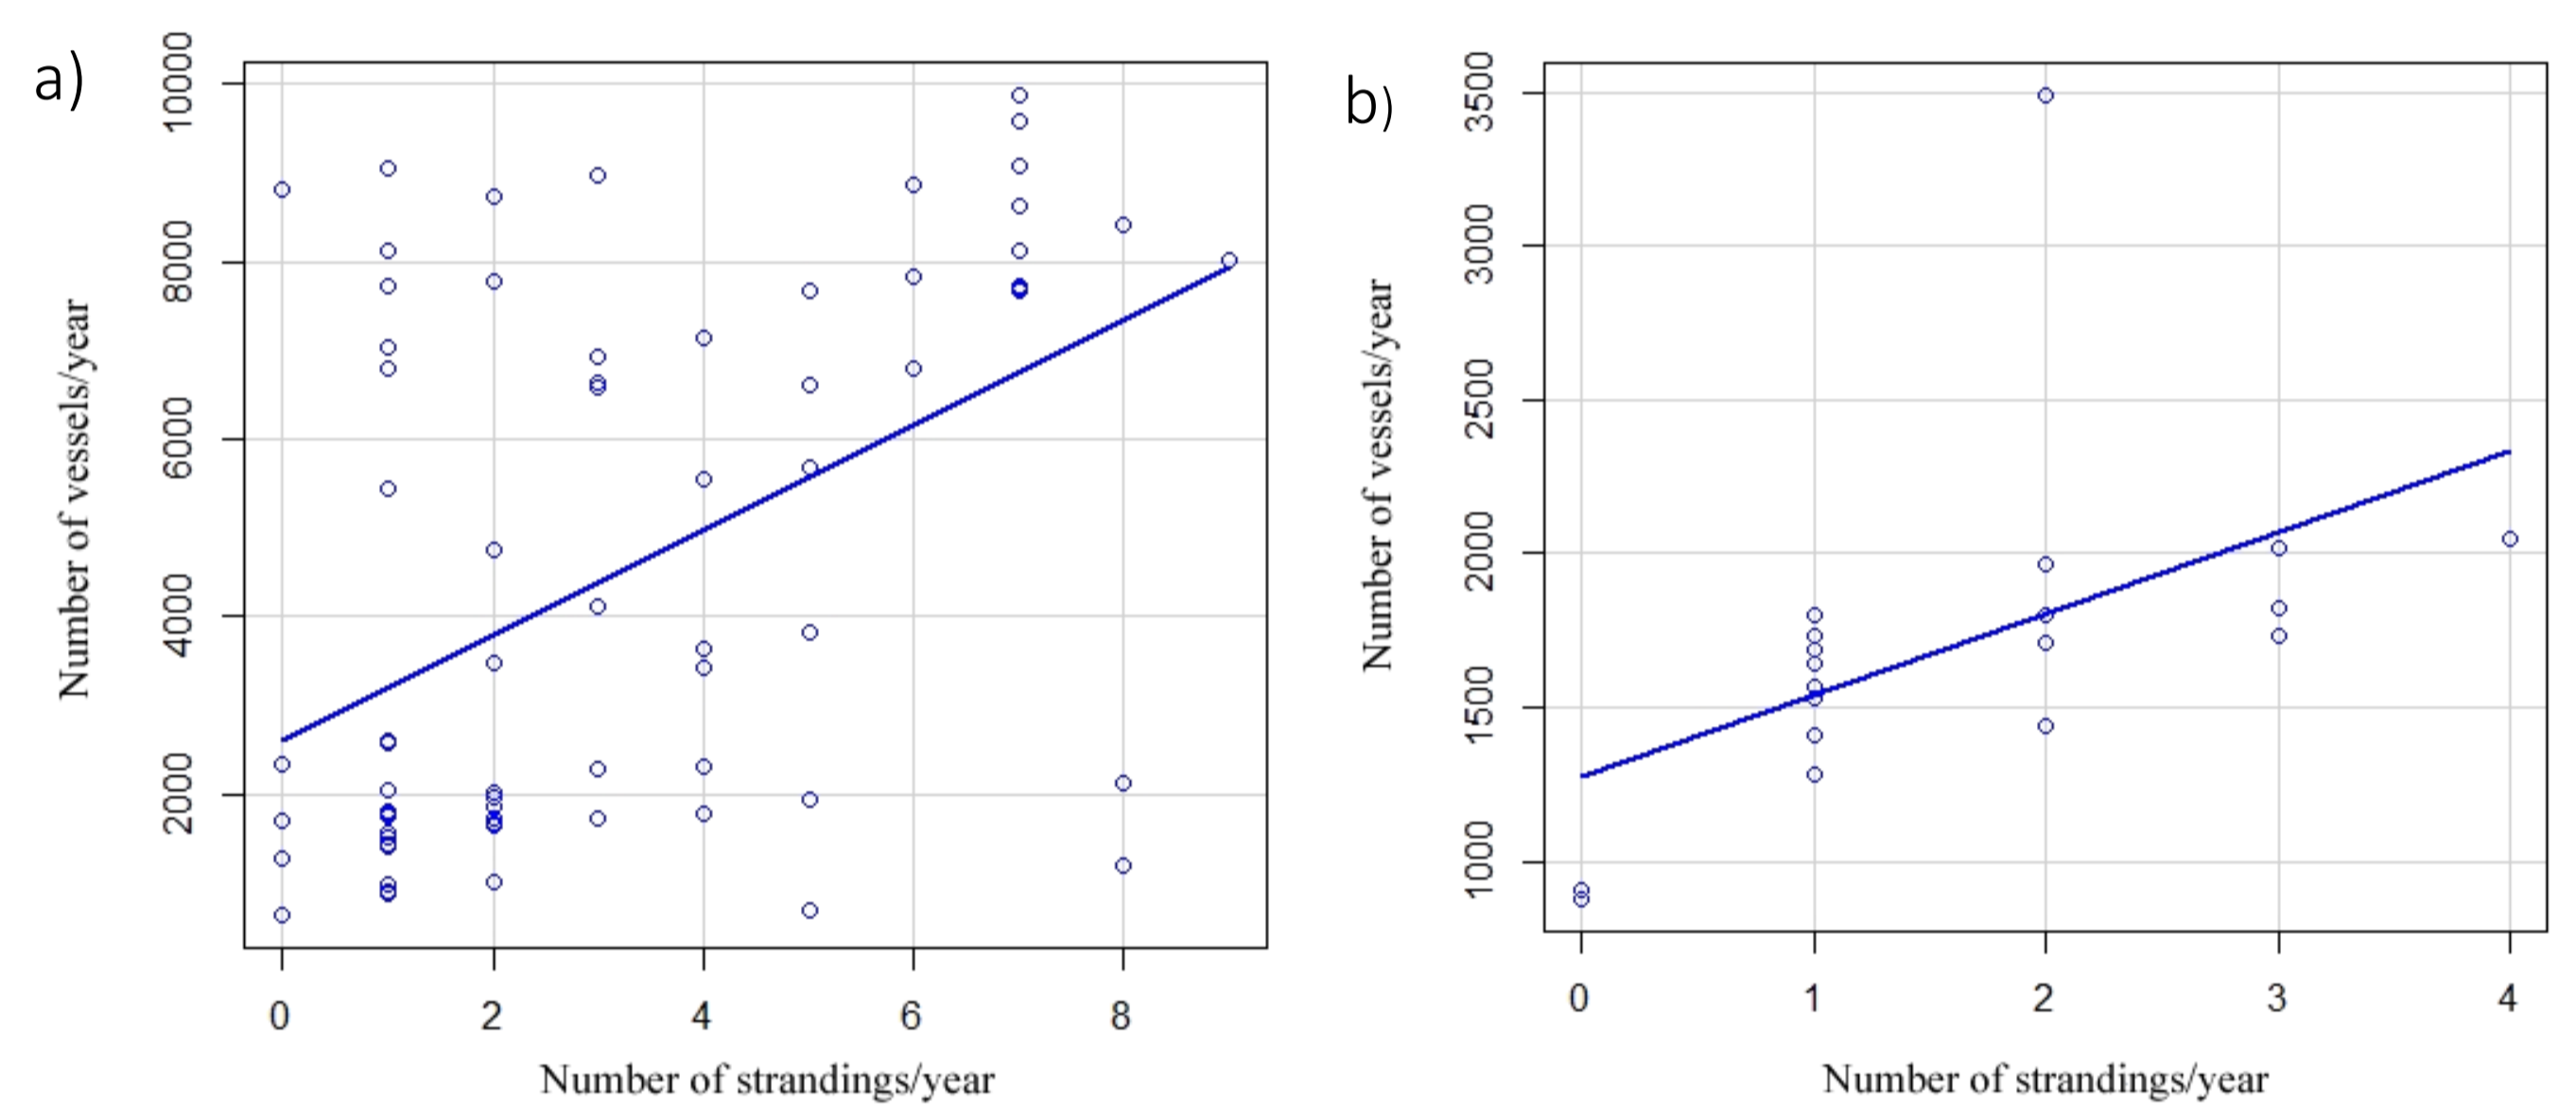 a)
10000
8000
6000
4000
2000
Number of vessels/year
0 2 4 6 8
Number of strandings/year
b)
3500
3000
2500
2000
1500
1000
Number of vessels/year
0 1 2 3 4
Number of strandings/year